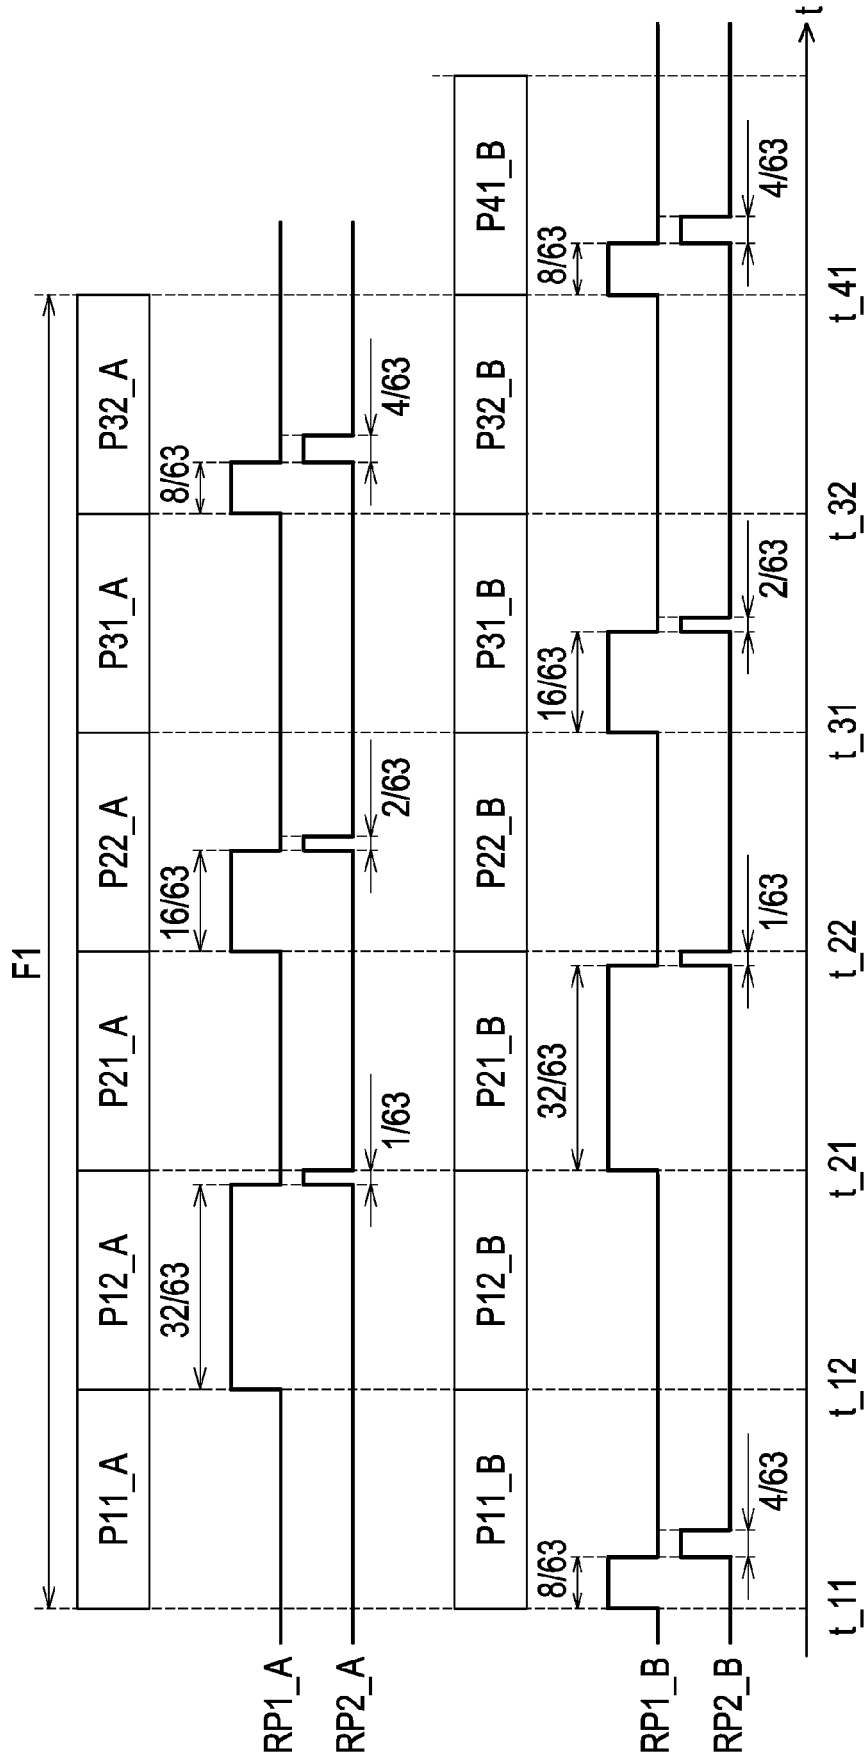 F1
P11_A P12_A P21_A P22_A P31_A P32_A
32/63 16/63 8/63
RP1_A
RP2_A
1/63 2/63 4/63
P11_B P12_B P21_B P22_B P31_B P32_B P41_B
8/63 32/63 16/63 8/63
RP1_B
RP2_B
4/63 1/63 2/63 4/63
t
t_11 t_12 t_21 t_22 t_31 t_32 t_41